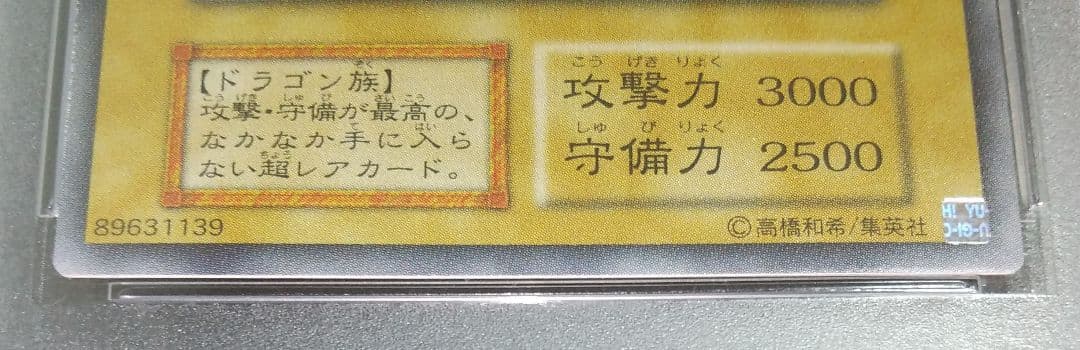 【ドラゴン族】
攻撃・守備が最高の、
なかなか手に入ら
ない超レアカード。
攻撃力 3000
守備力 2500
89631139
©高橋和希/集英社